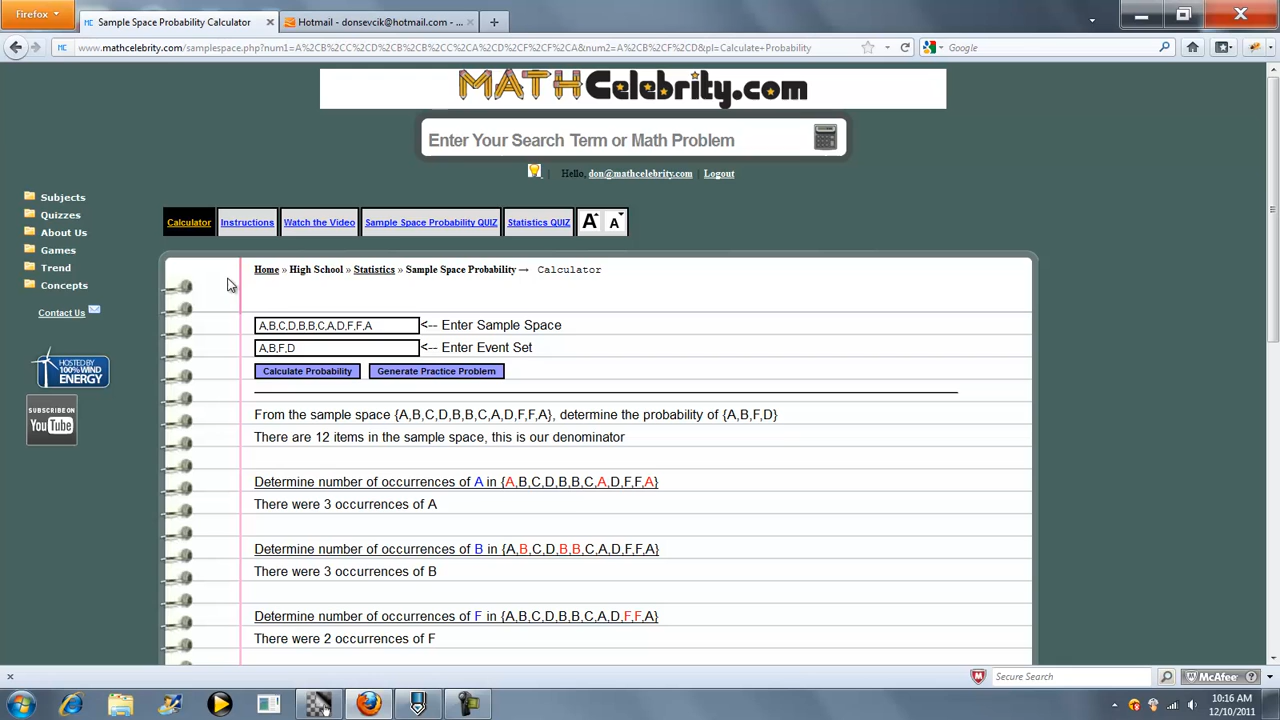 Firefox
Sample Space Probability Calculator
Hotmail - donsevcik@hotmail.com - ...
www.mathcelebrity.com/samplespace.php?num1=A%2CB%2CC%2CD%2CB%2CB%2CC%2CA%2CD%2CF%2CF%2CA&num2=A%2CB%2CF%2CD&pl=Calculate+Probability
Google
MATHCelebrity.com
Enter Your Search Term or Math Problem
Hello, don@mathcelebrity.com | Logout
Subjects
Quizzes
About Us
Games
Trend
Concepts
Contact Us
HOSTED BY
100% WIND
ENERGY
SUBSCRIBE ON
YouTube
Calculator
Instructions
Watch the Video
Sample Space Probability QUIZ
Statistics QUIZ
A A
Home » High School » Statistics » Sample Space Probability → Calculator
A,B,C,D,B,B,C,A,D,F,F,A <-- Enter Sample Space
A,B,F,D <-- Enter Event Set
Calculate Probability Generate Practice Problem
From the sample space {A,B,C,D,B,B,C,A,D,F,F,A}, determine the probability of {A,B,F,D}
There are 12 items in the sample space, this is our denominator
Determine number of occurrences of A in {A,B,C,D,B,B,C,A,D,F,F,A}
There were 3 occurrences of A
Determine number of occurrences of B in {A,B,C,D,B,B,C,A,D,F,F,A}
There were 3 occurrences of B
Determine number of occurrences of F in {A,B,C,D,B,B,C,A,D,F,F,A}
There were 2 occurrences of F
Secure Search
McAfee
10:16 AM
12/10/2011